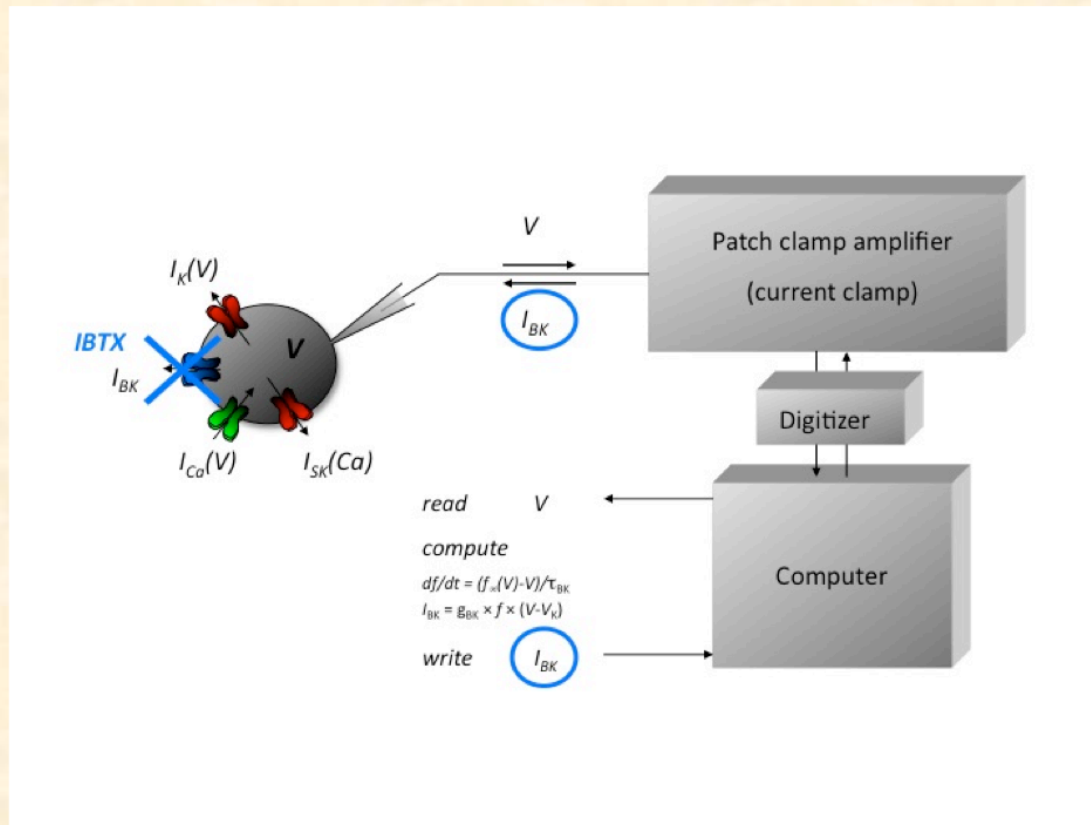 V
Patch clamp amplifier
(current clamp)
I_K(V)
I_BK
IBTX
V
I_BK
Digitizer
I_Ca(V)
I_SK(Ca)
read V
compute
df/dt = (f_∞(V)-V)/τ_BK
I_BK = g_BK × f × (V-V_K)
Computer
write I_BK